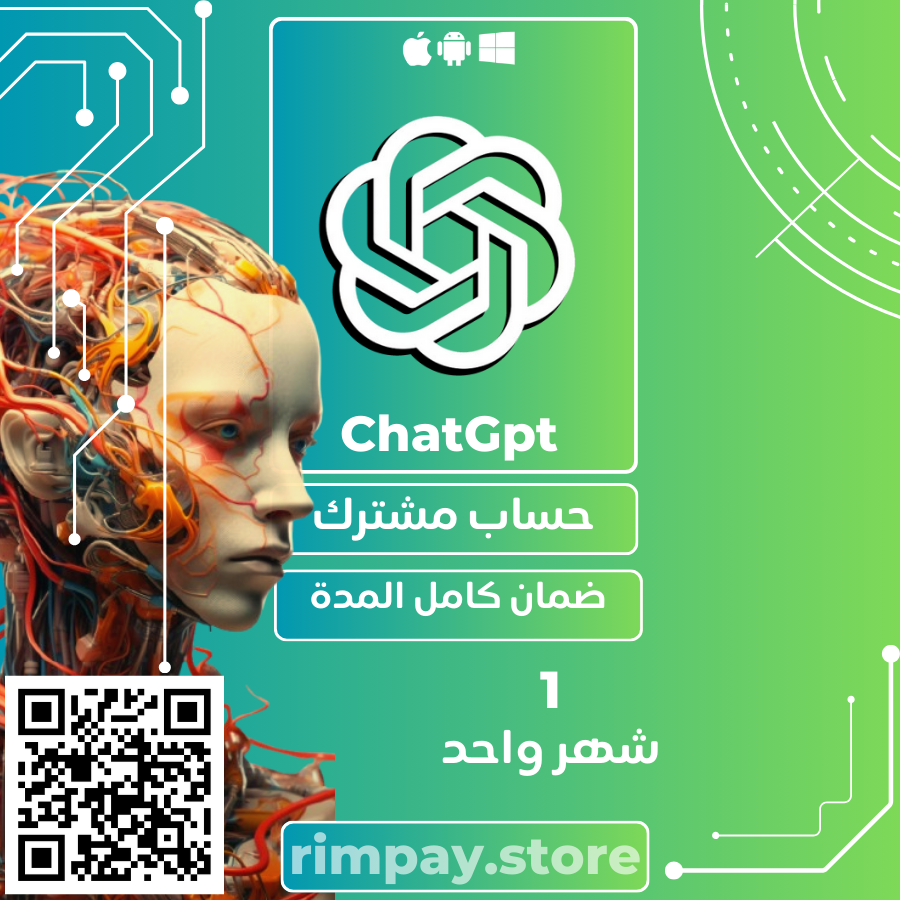 ChatGpt
حساب مشترك
ضمان كامل المدة
1
شهر واحد
rimpay.store